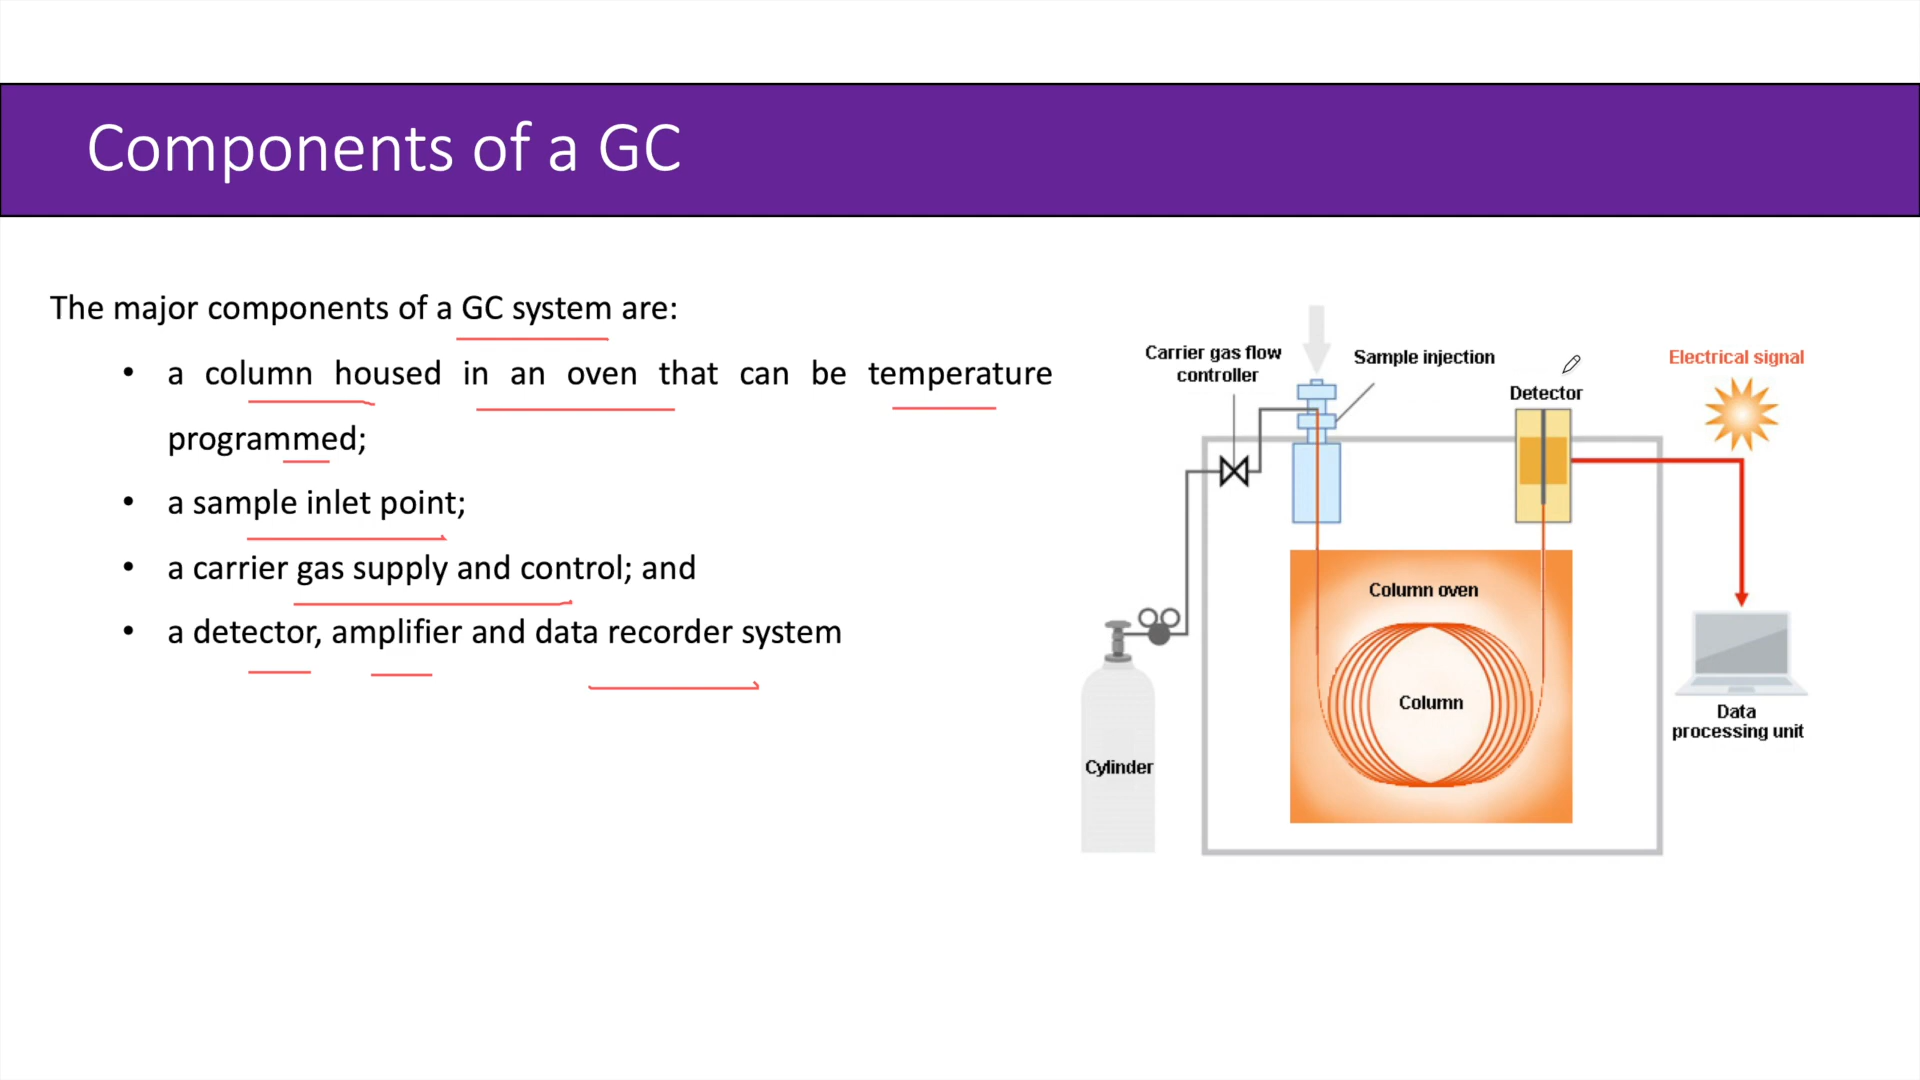 Components of a GC
The major components of a GC system are:
• a column housed in an oven that can be temperature
programmed;
• a sample inlet point;
• a carrier gas supply and control; and
• a detector, amplifier and data recorder system
Carrier gas flow
controller
Sample injection
Detector
Electrical signal
Column oven
Column
Cylinder
Data
processing unit